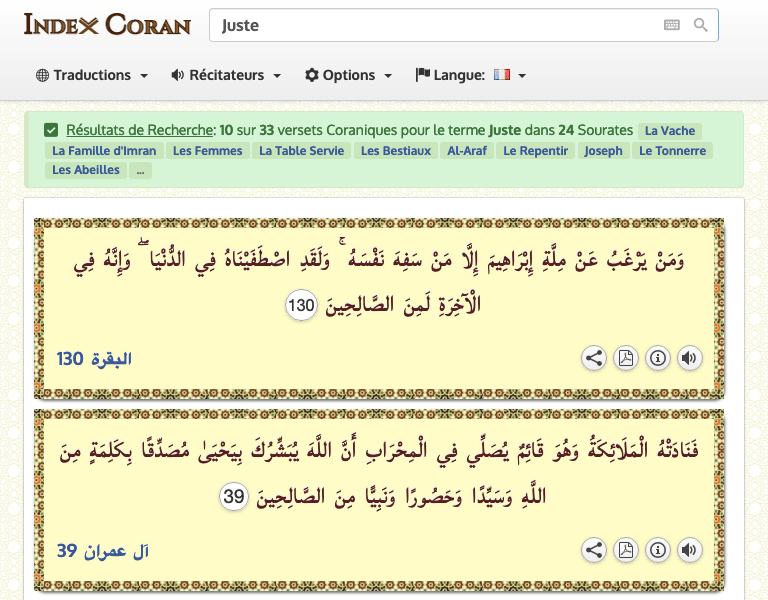 INDEX CORAN
Juste
Traductions
Récitateurs
Options
Langue:
Résultats de Recherche: 10 sur 33 versets Coraniques pour le terme Juste dans 24 Sourates La Vache
La Famille d'Imran Les Femmes La Table Servie Les Bestiaux Al-Araf Le Repentir Joseph Le Tonnerre
Les Abeilles ...
وَمَنْ يَرْغَبُ عَنْ مِلَّةِ إِبْرَاهِيمَ إِلَّا مَنْ سَفِهَ نَفْسَهُ ۚ وَلَقَدِ اصْطَفَيْنَاهُ فِي الدُّنْيَا ۖ وَإِنَّهُ فِي
الْآخِرَةِ لَمِنَ الصَّالِحِينَ 130
البقرة 130
فَنَادَتْهُ الْمَلَائِكَةُ وَهُوَ قَائِمٌ يُصَلِّي فِي الْمِحْرَابِ أَنَّ اللَّهَ يُبَشِّرُكَ بِيَحْيَىٰ مُصَدِّقًا بِكَلِمَةٍ مِنَ
اللَّهِ وَسَيِّدًا وَحَصُورًا وَنَبِيًّا مِنَ الصَّالِحِينَ 39
آل عمران 39